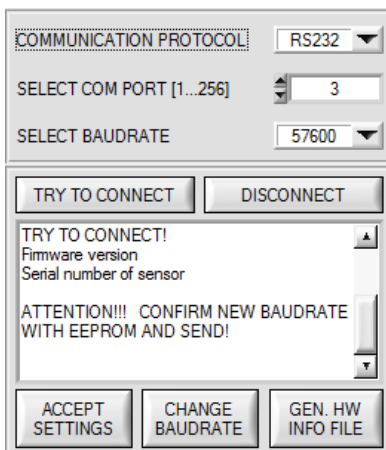 COMMUNICATION PROTOCOL RS232
SELECT COM PORT [1...256] 3
SELECT BAUDRATE 57600
TRY TO CONNECT DISCONNECT
TRY TO CONNECT!
Firmware version
Serial number of sensor
ATTENTION!!! CONFIRM NEW BAUDRATE
WITH EEPROM AND SEND!
ACCEPT CHANGE GEN. HW
SETTINGS BAUDRATE INFO FILE